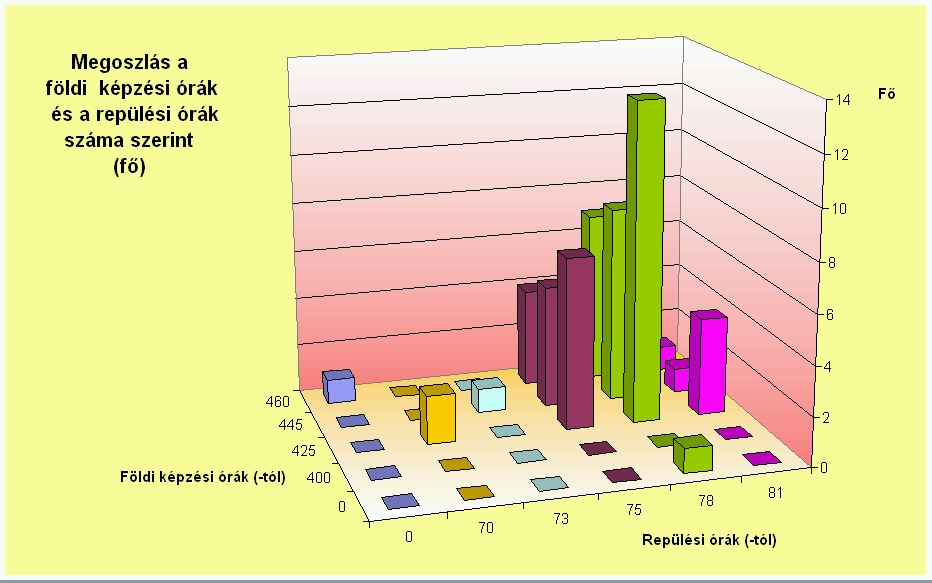 Megoszlás a
földi képzési órák
és a repülési órák
száma szerint
(fő)
Fő
14
12
10
8
6
4
2
0
460
445
425
400
0
Földi képzési órák (-tól)
0
70
73
75
78
81
Repülési órák (-tól)